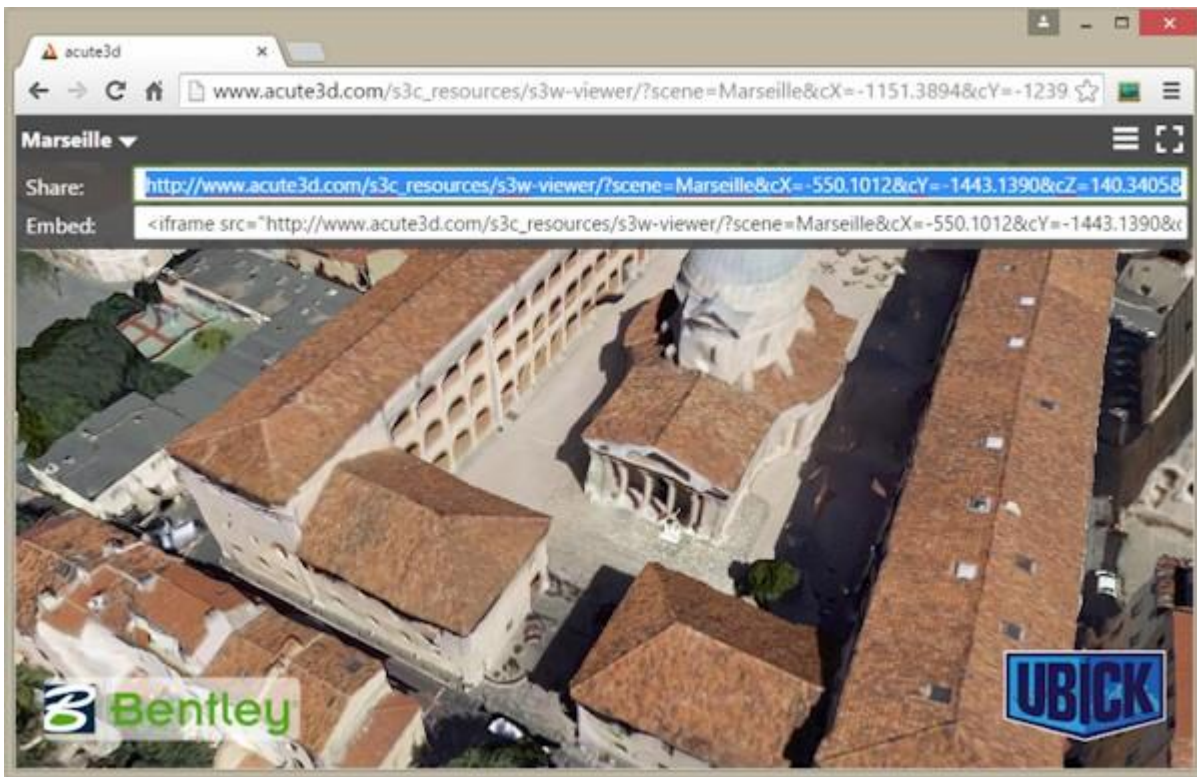 acute3d
www.acute3d.com/s3c_resources/s3w-viewer/?scene=Marseille&cX=-1151.3894&cY=-1239
Marseille
Share: http://www.acute3d.com/s3c_resources/s3w-viewer/?scene=Marseille&cX=-550.1012&cY=-1443.1390&cZ=140.3405&
Embed: <iframe src="http://www.acute3d.com/s3c_resources/s3w-viewer/?scene=Marseille&cX=-550.1012&cY=-1443.1390&c
Bentley
UBICK